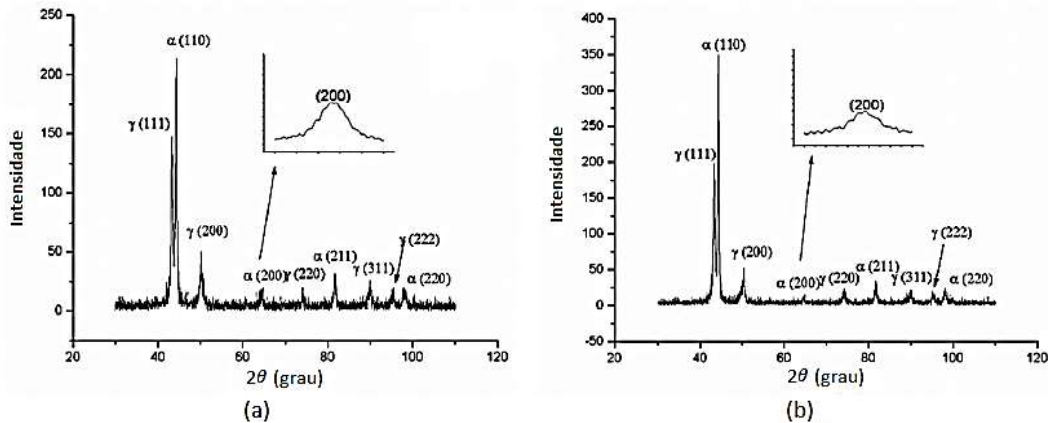 250
200
150
100
50
0
Intensidade
α (110)
γ (111)
γ (200)
(200)
α (200)
γ (220)
α (211)
γ (311)
γ (222)
α (220)
20
40
60
80
100
120
2θ (grau)
(a)
400
350
300
250
200
150
100
50
0
-50
Intensidade
α (110)
γ (111)
γ (200)
(200)
α (200)
γ (220)
α (211)
γ (311)
γ (222)
α (220)
20
40
60
80
100
120
2θ (grau)
(b)